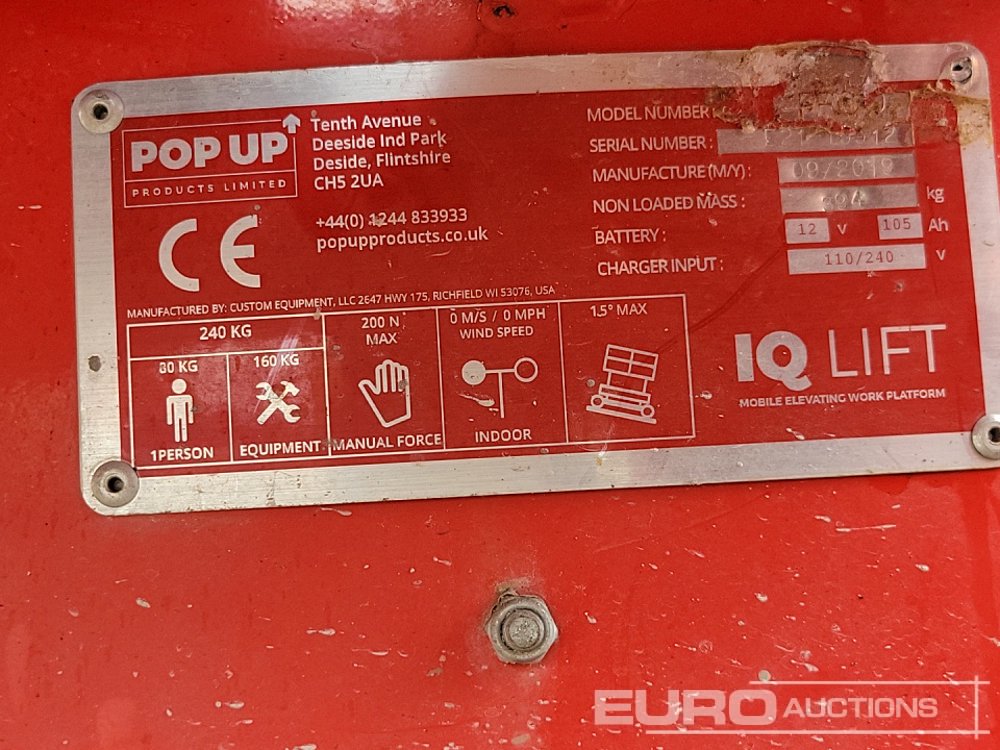 POP UP
PRODUCTS LIMITED
Tenth Avenue
Deeside Ind Park
Deside, Flintshire
CH5 2UA
+44(0) 1244 833933
popupproducts.co.uk
CE
MODEL NUMBER
SERIAL NUMBER :
MANUFACTURE (M/Y) : 09/2019
NON LOADED MASS : kg
BATTERY : 12 V 105 Ah
CHARGER INPUT : 110/240 V
MANUFACTURED BY: CUSTOM EQUIPMENT, LLC 2647 HWY 175, RICHFIELD WI 53076, USA
240 KG
80 KG
1PERSON
160 KG
EQUIPMENT
200 N
MAX
MANUAL FORCE
0 M/S / 0 MPH
WIND SPEED
INDOOR
1.5° MAX
IQ LIFT
MOBILE ELEVATING WORK PLATFORM
EURO AUCTIONS